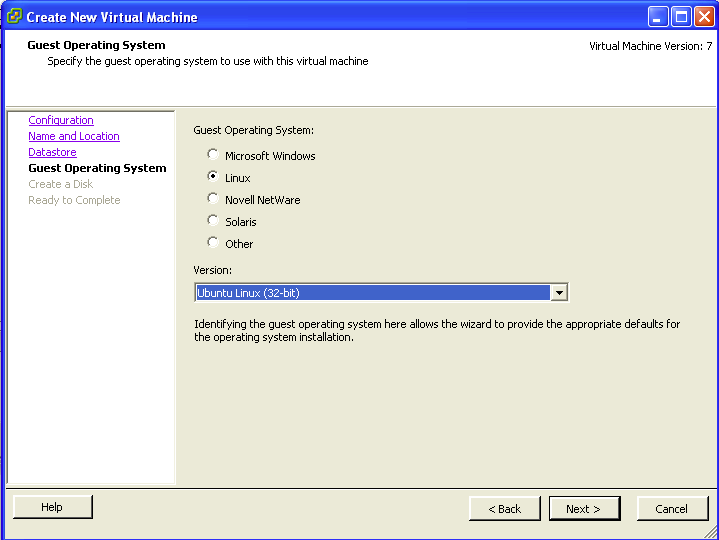 Create New Virtual Machine
Guest Operating System
Specify the guest operating system to use with this virtual machine
Virtual Machine Version: 7
Configuration
Name and Location
Datastore
Guest Operating System
Create a Disk
Ready to Complete
Guest Operating System:
Microsoft Windows
Linux
Novell NetWare
Solaris
Other
Version:
Ubuntu Linux (32-bit)
Identifying the guest operating system here allows the wizard to provide the appropriate defaults for
the operating system installation.
Help
< Back
Next >
Cancel